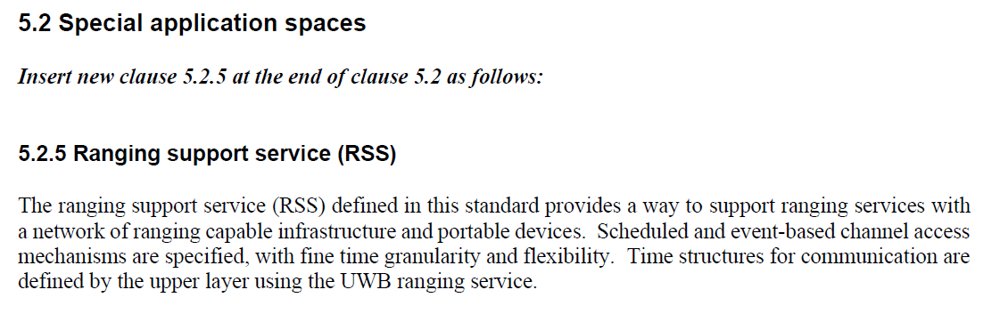 5.2 Special application spaces
Insert new clause 5.2.5 at the end of clause 5.2 as follows:
5.2.5 Ranging support service (RSS)
The ranging support service (RSS) defined in this standard provides a way to support ranging services with
a network of ranging capable infrastructure and portable devices.  Scheduled and event-based channel access
mechanisms are specified, with fine time granularity and flexibility.  Time structures for communication are
defined by the upper layer using the UWB ranging service.